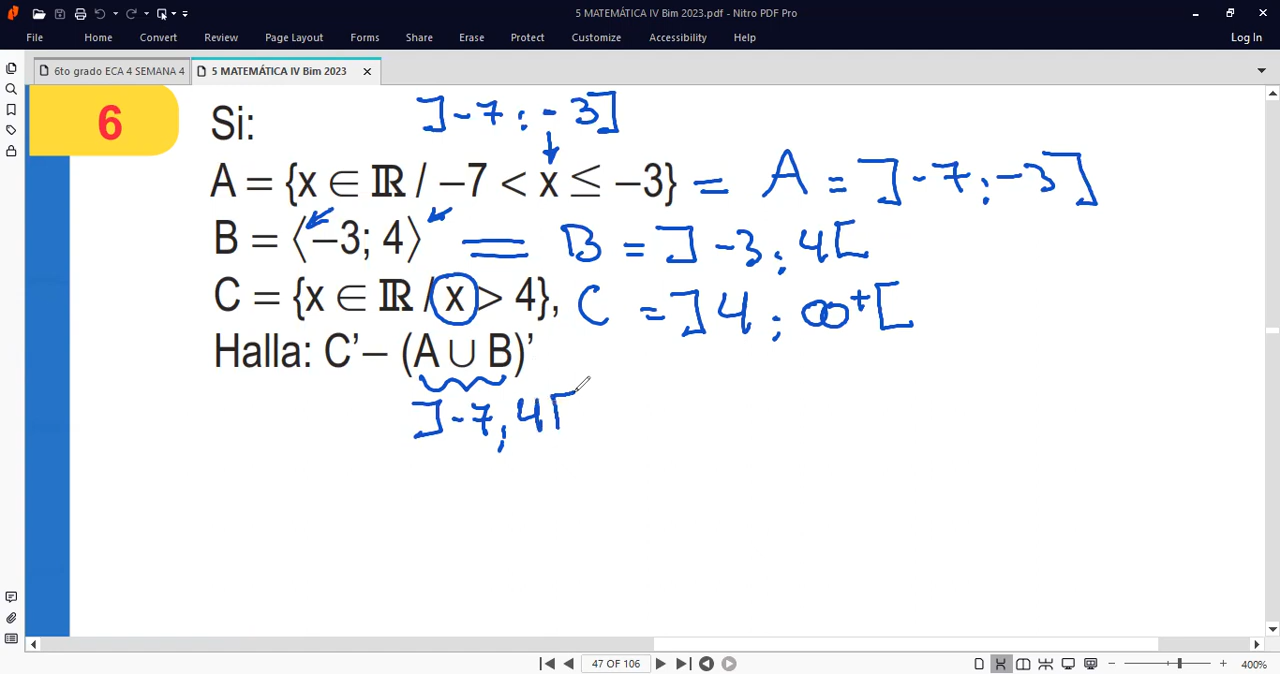 5 MATEMÁTICA IV Bim 2023.pdf - Nitro PDF Pro
File Home Convert Review Page Layout Forms Share Erase Protect Customize Accessibility Help Log In
6to grado ECA 4 SEMANA 4 5 MATEMÁTICA IV Bim 2023
]-7 ; -3]
6 Si:
A = {x ∈ ℝ / −7 < x ≤ −3} = A = ]-7 ; -3]
B = ⟨−3; 4⟩ = B = ]-3 ; 4[
C = {x ∈ ℝ / x > 4}, C = ]4 ; ∞+[
Halla: C’− (A ∪ B)’
]-7 ; 4[
47 OF 106 400%